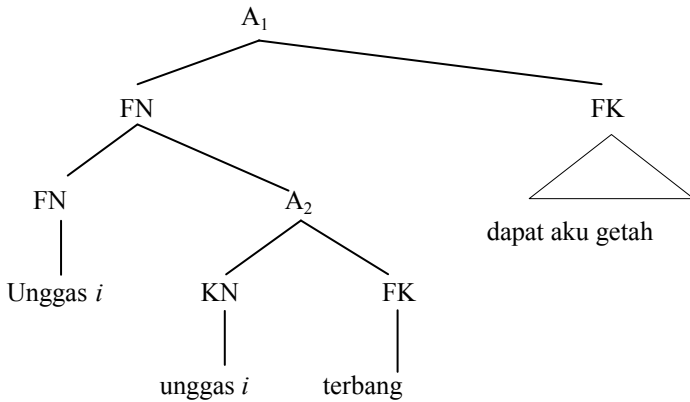 A₁
FN FK
FN A₂
dapat aku getah
Unggas i KN FK
unggas i terbang